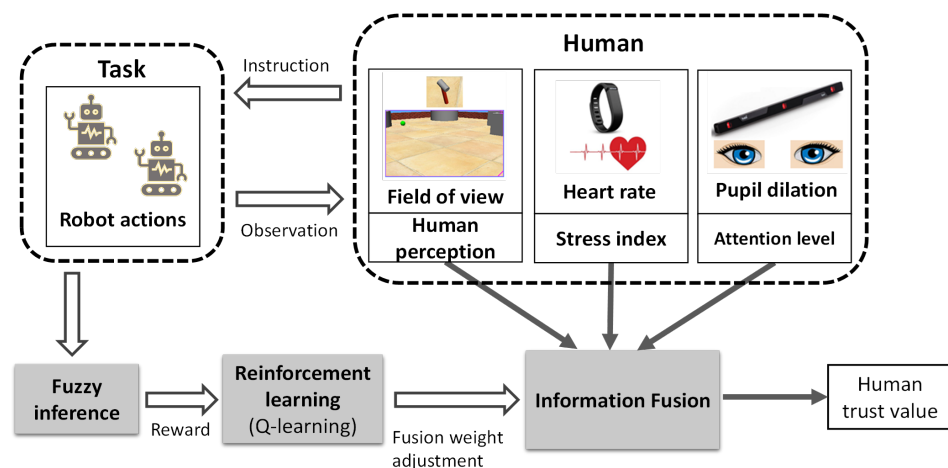 Task
Robot actions
Instruction
Observation
Human
Field of view
Human
perception
Heart rate
Stress index
Pupil dilation
Attention level
Fuzzy
inference
Reward
Reinforcement
learning
(Q-learning)
Fusion weight
adjustment
Information Fusion
Human
trust value